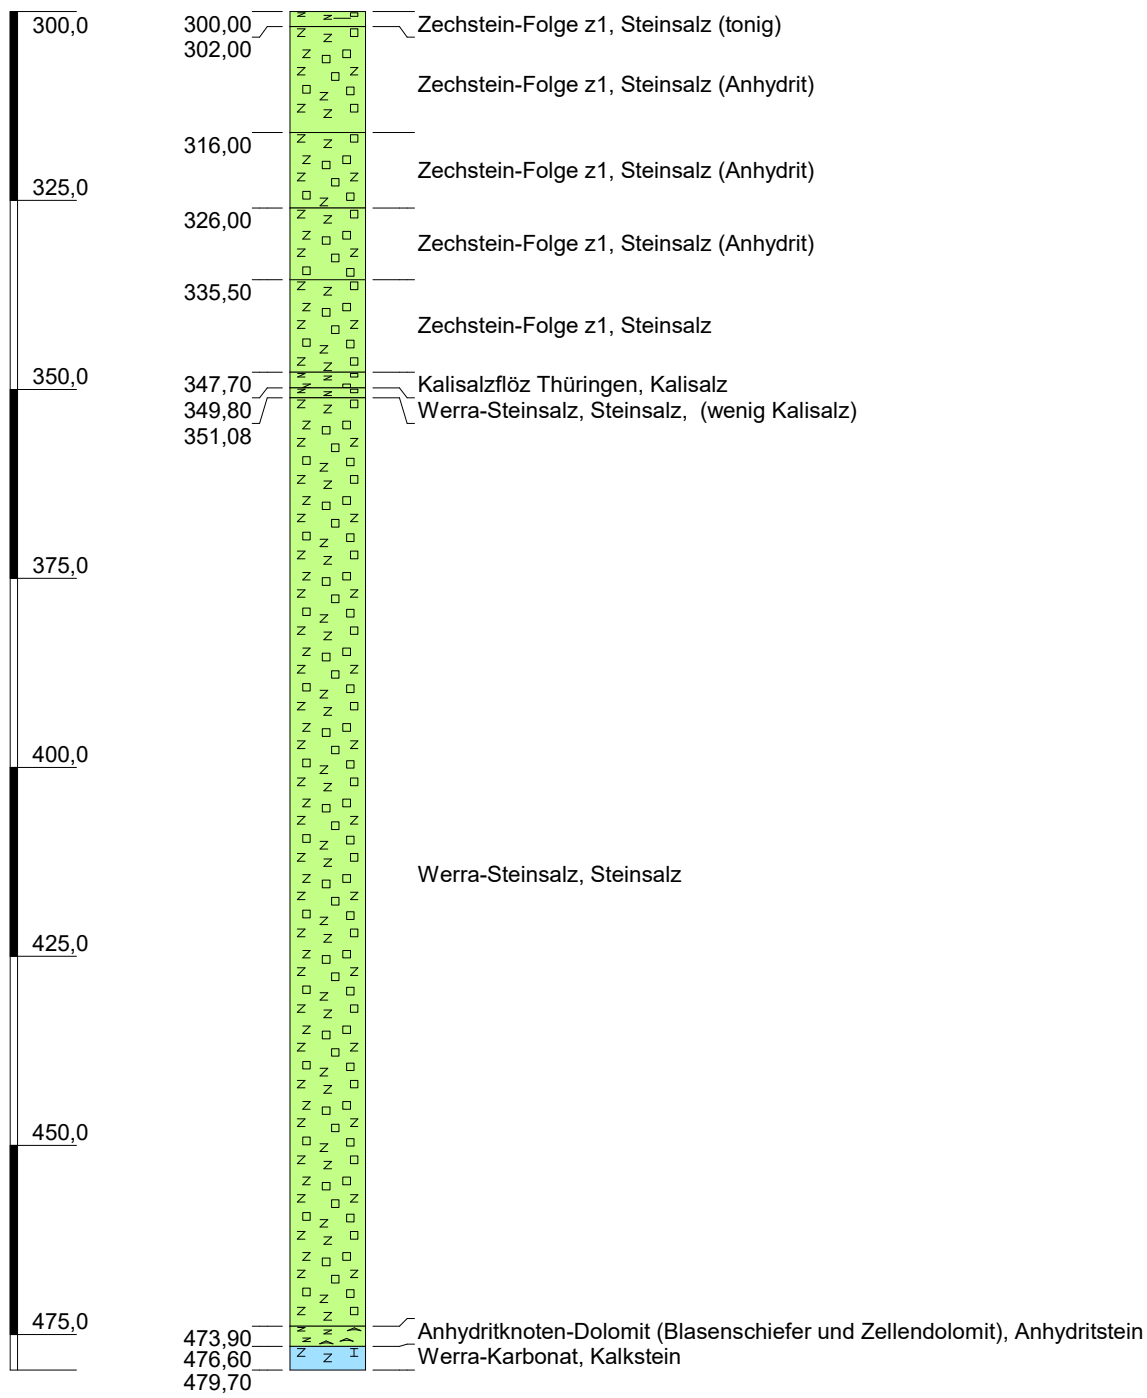 300,0
300,00
Zechstein-Folge z1, Steinsalz (tonig)
302,00
Zechstein-Folge z1, Steinsalz (Anhydrit)
316,00
Zechstein-Folge z1, Steinsalz (Anhydrit)
325,0
326,00
Zechstein-Folge z1, Steinsalz (Anhydrit)
335,50
Zechstein-Folge z1, Steinsalz
350,0
347,70
Kalisalzflöz Thüringen, Kalisalz
349,80
Werra-Steinsalz, Steinsalz,  (wenig Kalisalz)
351,08
375,0
400,0
Werra-Steinsalz, Steinsalz
425,0
450,0
475,0
473,90
Anhydritknoten-Dolomit (Blasenschiefer und Zellendolomit), Anhydritstein
476,60
Werra-Karbonat, Kalkstein
479,70